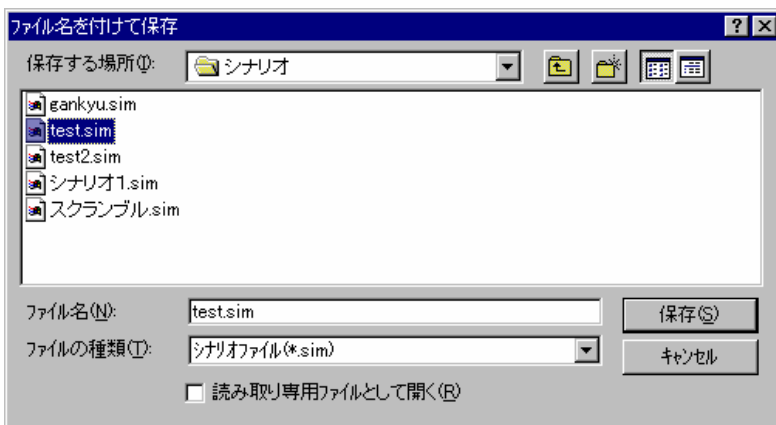 ファイル名を付けて保存
保存する場所(I): シナリオ
gankyu.sim
test.sim
test2.sim
シナリオ1.sim
スクランブル.sim
ファイル名(N): test.sim 保存(S)
ファイルの種類(T): シナリオファイル(*.sim) キャンセル
読み取り専用ファイルとして開く(R)